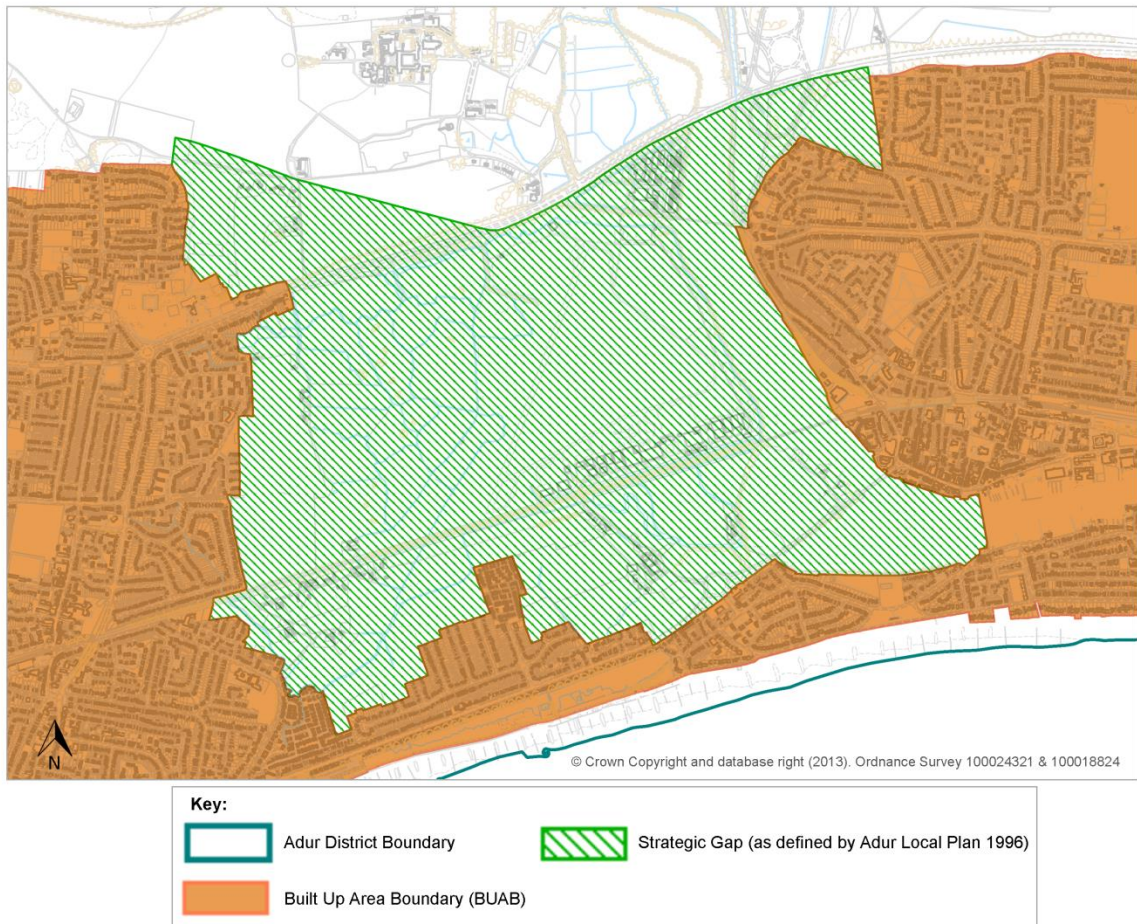 N
© Crown Copyright and database right (2013). Ordnance Survey 100024321 & 100018824
Key:
Adur District Boundary
Strategic Gap (as defined by Adur Local Plan 1996)
Built Up Area Boundary (BUAB)